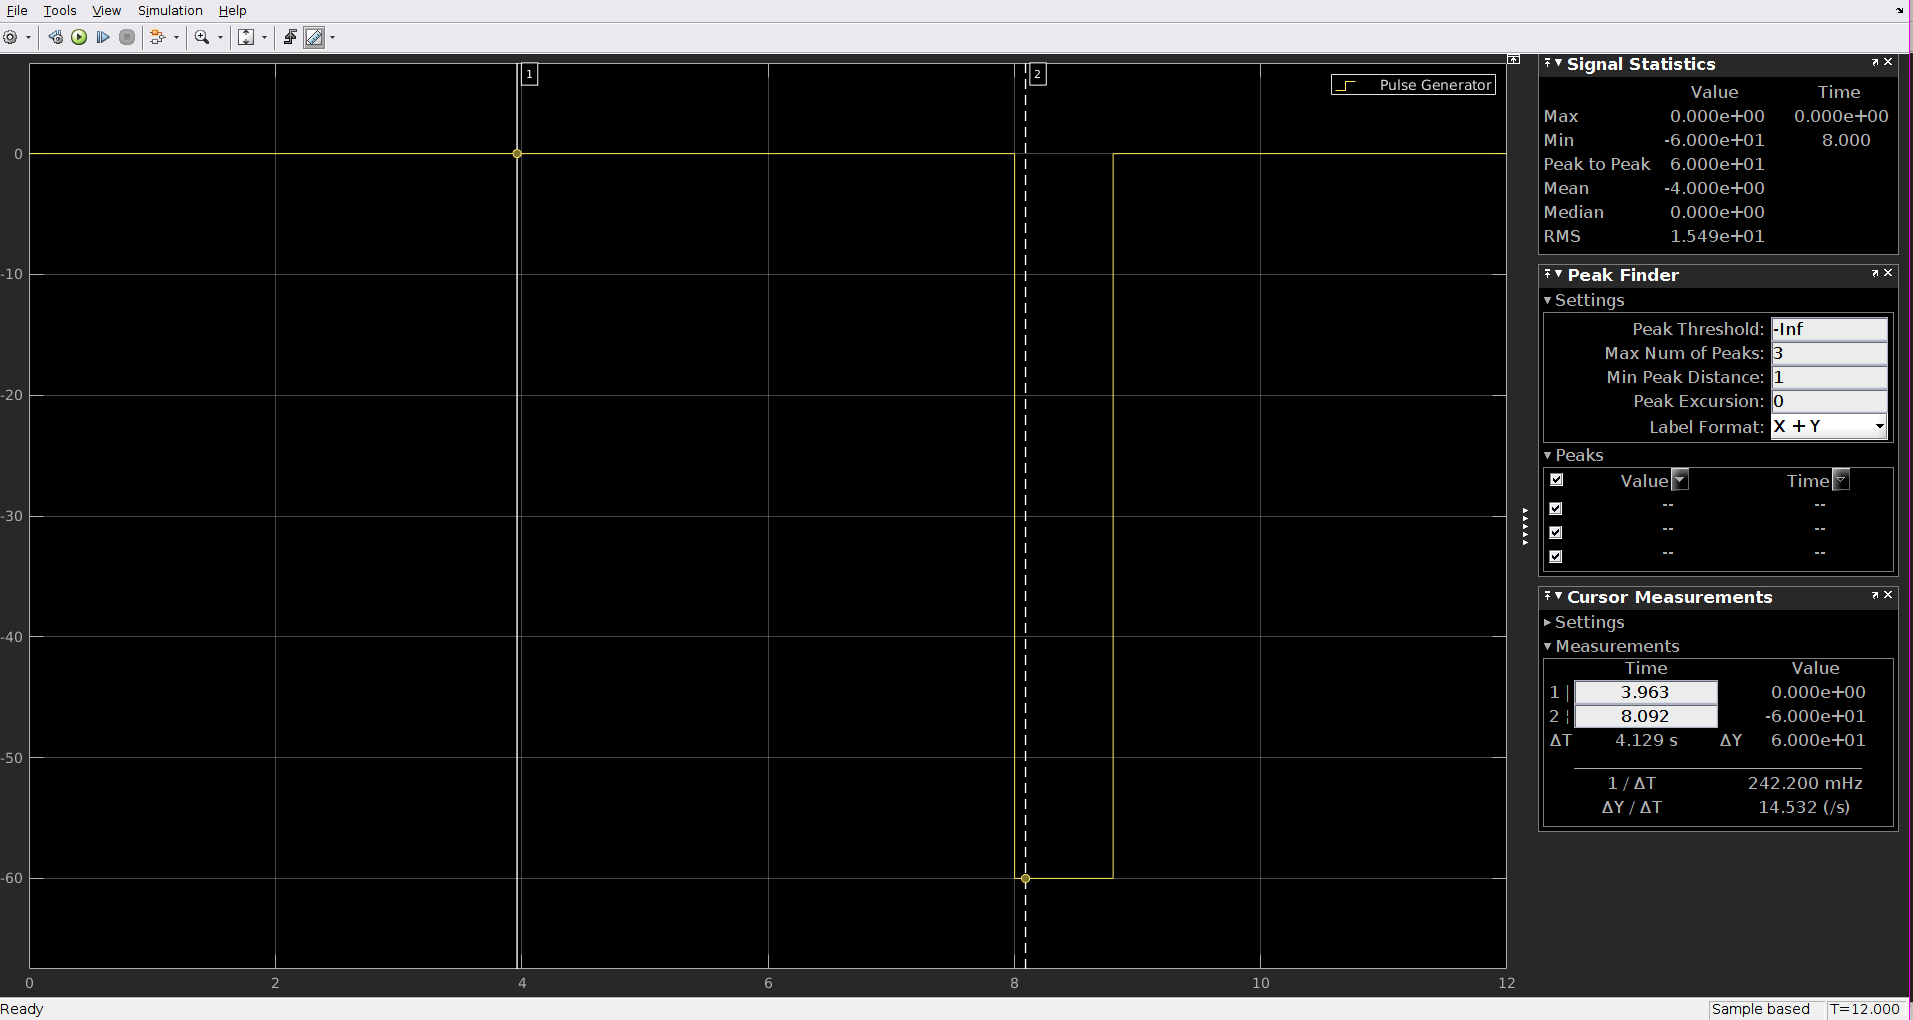 File Tools View Simulation Help
1
2
Pulse Generator
0
-10
-20
-30
-40
-50
-60
0 2 4 6 8 10 12
Signal Statistics
Value Time
Max 0.000e+00 0.000e+00
Min -6.000e+01 8.000
Peak to Peak 6.000e+01
Mean -4.000e+00
Median 0.000e+00
RMS 1.549e+01
Peak Finder
Settings
Peak Threshold: -Inf
Max Num of Peaks: 3
Min Peak Distance: 1
Peak Excursion: 0
Label Format: X + Y
Peaks
Value Time
-- --
-- --
-- --
Cursor Measurements
Settings
Measurements
Time Value
1 | 3.963 0.000e+00
2 ¦ 8.092 -6.000e+01
ΔT 4.129 s ΔY 6.000e+01
1 / ΔT 242.200 mHz
ΔY / ΔT 14.532 (/s)
Ready Sample based T=12.000